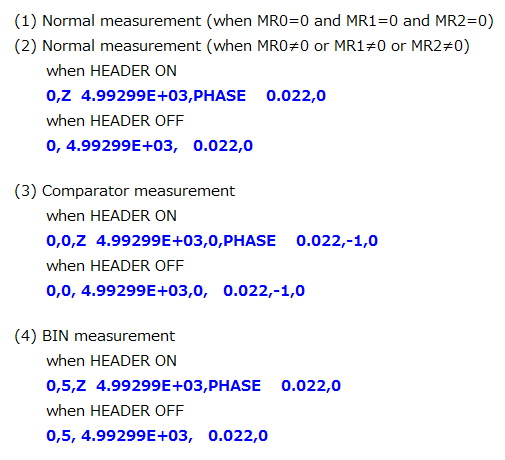 (1) Normal measurement (when MR0=0 and MR1=0 and MR2=0)
(2) Normal measurement (when MR0≠0 or MR1≠0 or MR2≠0)
when HEADER ON
0,Z  4.99299E+03,PHASE    0.022,0
when HEADER OFF
0, 4.99299E+03,   0.022,0
(3) Comparator measurement
when HEADER ON
0,0,Z  4.99299E+03,0,PHASE    0.022,-1,0
when HEADER OFF
0,0, 4.99299E+03,0,   0.022,-1,0
(4) BIN measurement
when HEADER ON
0,5,Z  4.99299E+03,PHASE    0.022,0
when HEADER OFF
0,5, 4.99299E+03,   0.022,0